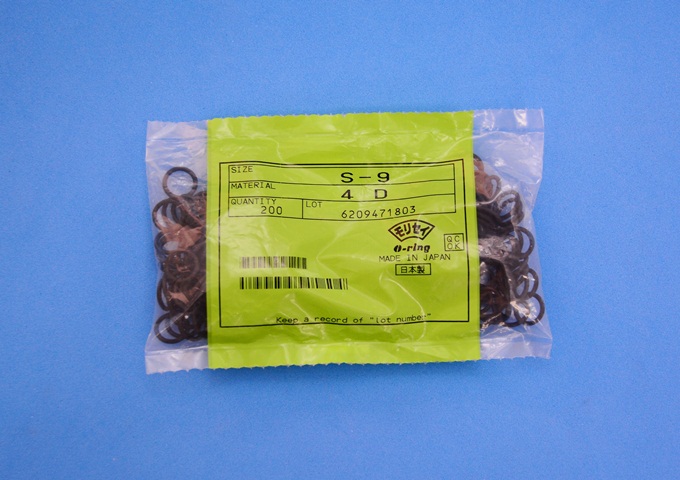 SIZE S-9
MATERIAL 4 D
QUANTITY 200 LOT 6209471803
モリセイ
O-ring
QC
O.K
MADE IN JAPAN
日本製
Keep a record of "lot number"